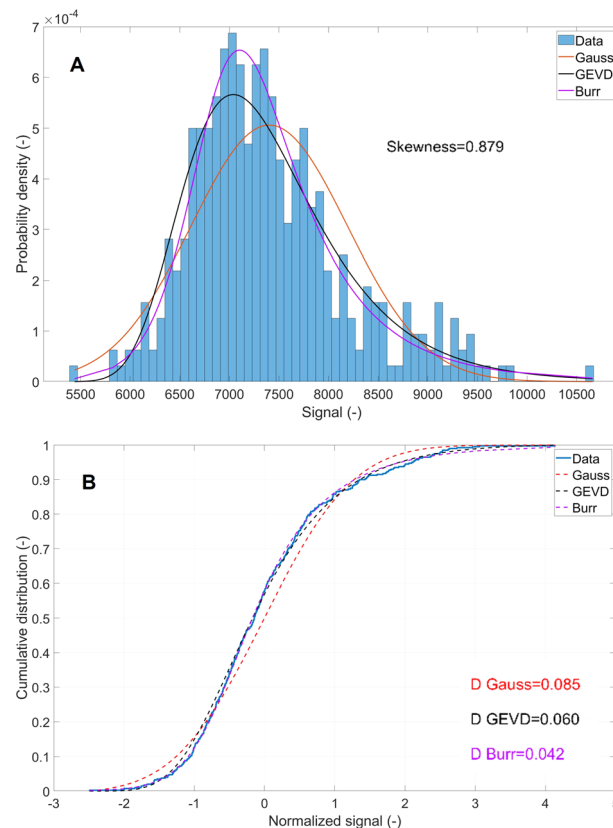 ×10⁻⁴
7
6
5
4
3
2
1
0
Probability density (-)
A
Data
Gauss
GEVD
Burr
Skewness=0.879
5500 6000 6500 7000 7500 8000 8500 9000 9500 10000 10500
Signal (-)
1
0.9
0.8
0.7
0.6
0.5
0.4
0.3
0.2
0.1
0
Cumulative distribution (-)
B
Data
Gauss
GEVD
Burr
D Gauss=0.085
D GEVD=0.060
D Burr=0.042
-3 -2 -1 0 1 2 3 4
Normalized signal (-)